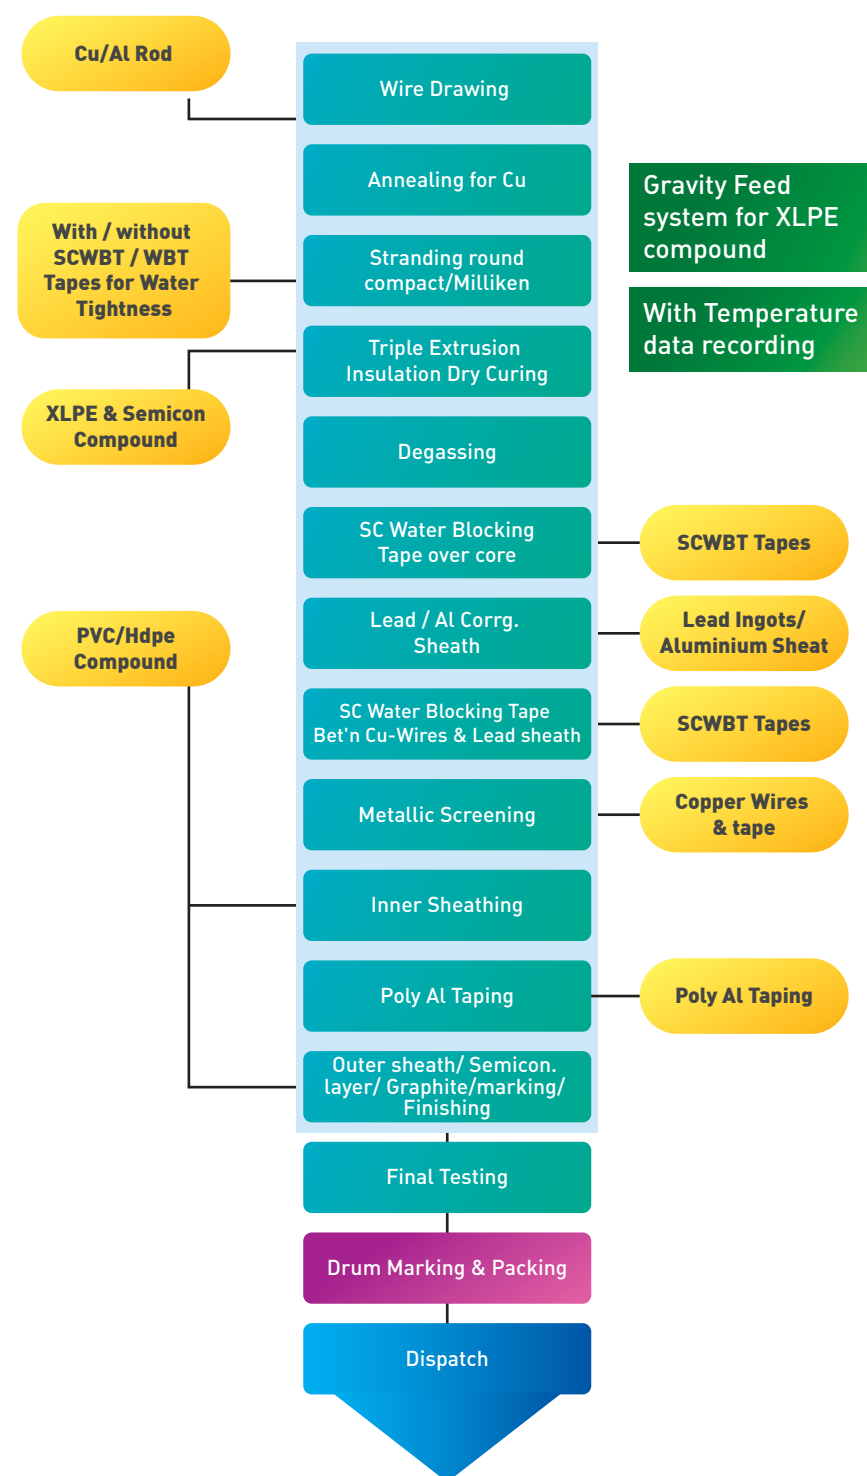 Cu/Al Rod
Wire Drawing
Annealing for Cu
Gravity Feed
system for XLPE
compound
With / without
SCWBT / WBT
Tapes for Water
Tightness
Stranding round
compact/Milliken
With Temperature
data recording
Triple Extrusion
Insulation Dry Curing
XLPE & Semicon
Compound
Degassing
SC Water Blocking
Tape over core
SCWBT Tapes
PVC/Hdpe
Compound
Lead / Al Corrg.
Sheath
Lead Ingots/
Aluminium Sheat
SC Water Blocking Tape
Bet'n Cu-Wires & Lead sheath
SCWBT Tapes
Metallic Screening
Copper Wires
& tape
Inner Sheathing
Poly Al Taping
Poly Al Taping
Outer sheath/ Semicon.
layer/ Graphite/marking/
Finishing
Final Testing
Drum Marking & Packing
Dispatch